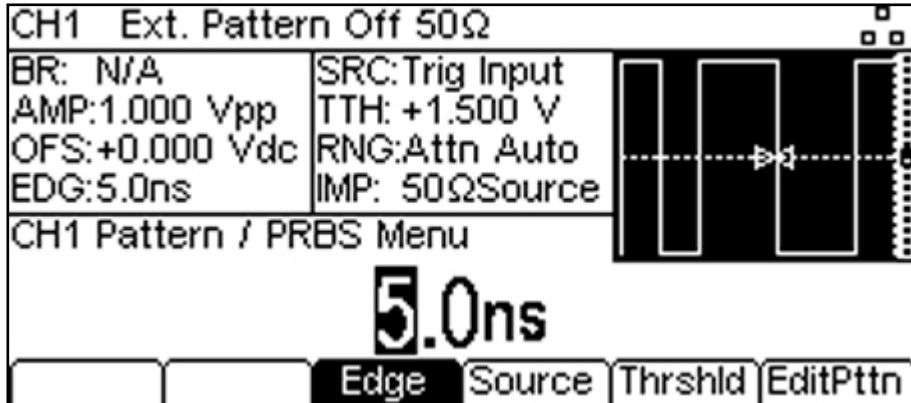 CH1 Ext. Pattern Off 50Ω
BR: N/A
AMP:1.000 Vpp
OFS:+0.000 Vdc
EDG:5.0ns
SRC:Trig Input
TTH: +1.500 V
RNG:Attn Auto
IMP: 50ΩSource
CH1 Pattern / PRBS Menu
5.0ns
Edge Source Thrshld EditPttn